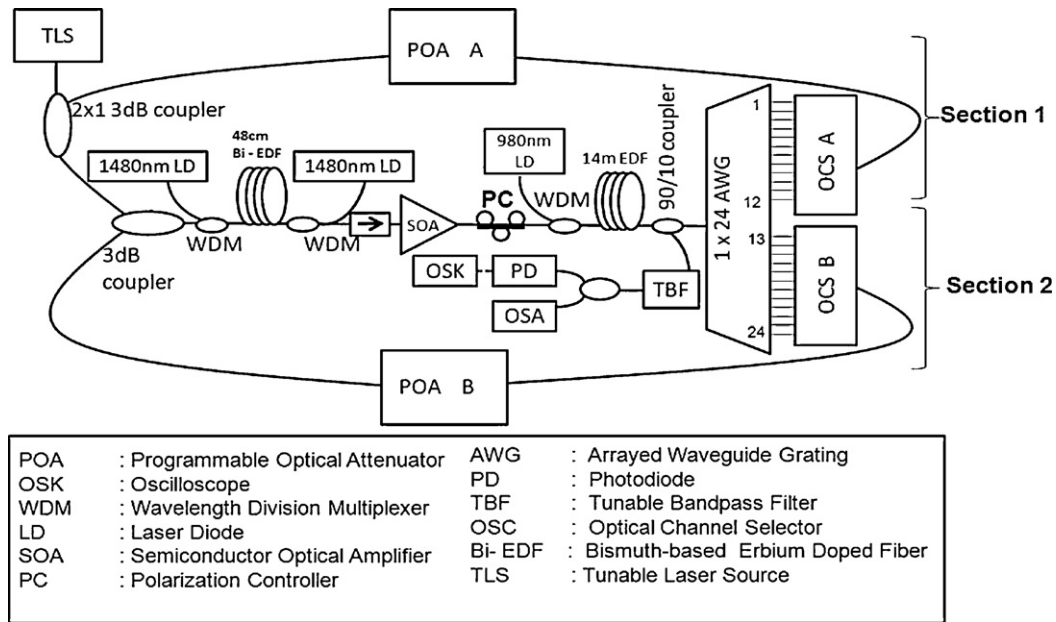 TLS
POA A
2x1 3dB coupler
1480nm LD
48cm
Bi - EDF
1480nm LD
980nm
LD
14m EDF
90/10 coupler
1 x 24 AWG
1
12
13
24
OCS A
OCS B
Section 1
Section 2
3dB
coupler
WDM
WDM
SOA
PC
WDM
OSK
PD
OSA
TBF
POA B
POA : Programmable Optical Attenuator
OSK : Oscilloscope
WDM : Wavelength Division Multiplexer
LD : Laser Diode
SOA : Semiconductor Optical Amplifier
PC : Polarization Controller
AWG : Arrayed Waveguide Grating
PD : Photodiode
TBF : Tunable Bandpass Filter
OSC : Optical Channel Selector
Bi- EDF : Bismuth-based Erbium Doped Fiber
TLS : Tunable Laser Source